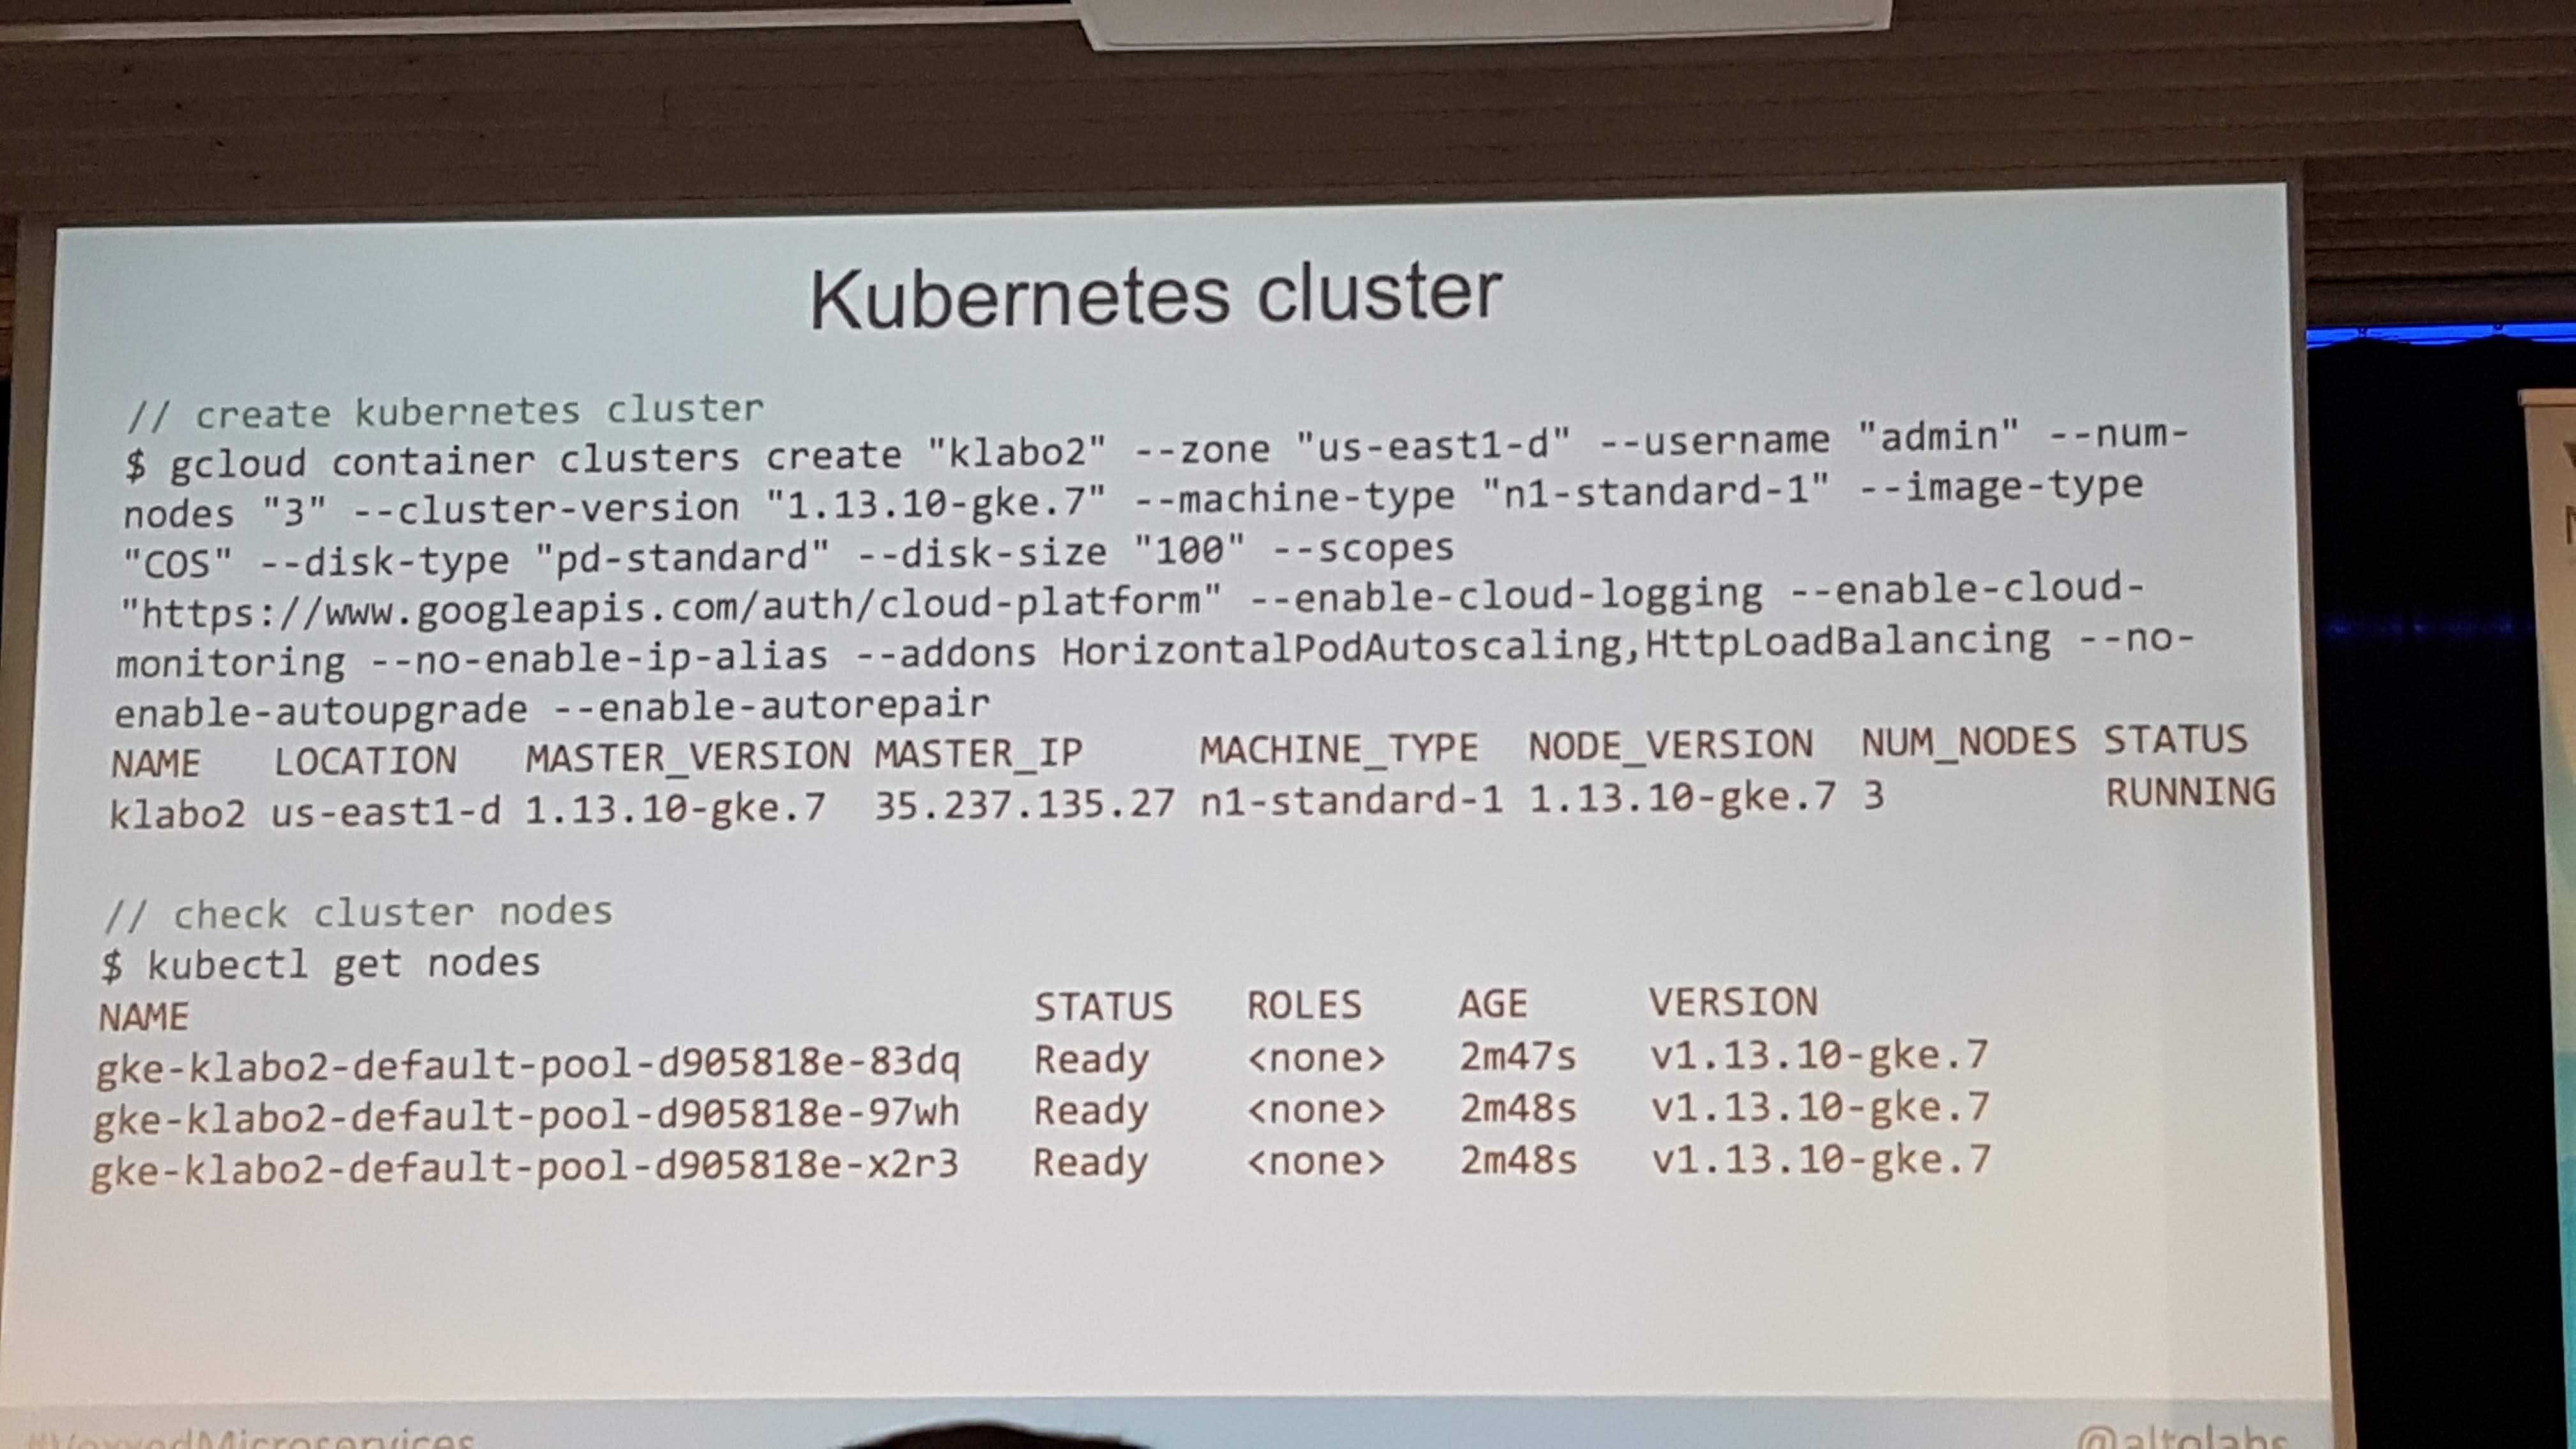 Kubernetes cluster
// create kubernetes cluster
$ gcloud container clusters create "klabo2" --zone "us-east1-d" --username "admin" --num-
nodes "3" --cluster-version "1.13.10-gke.7" --machine-type "n1-standard-1" --image-type
"COS" --disk-type "pd-standard" --disk-size "100" --scopes
"https://www.googleapis.com/auth/cloud-platform" --enable-cloud-logging --enable-cloud-
monitoring --no-enable-ip-alias --addons HorizontalPodAutoscaling,HttpLoadBalancing --no-
enable-autoupgrade --enable-autorepair
NAME LOCATION MASTER_VERSION MASTER_IP MACHINE_TYPE NODE_VERSION NUM_NODES STATUS
klabo2 us-east1-d 1.13.10-gke.7 35.237.135.27 n1-standard-1 1.13.10-gke.7 3 RUNNING
// check cluster nodes
$ kubectl get nodes
NAME STATUS ROLES AGE VERSION
gke-klabo2-default-pool-d905818e-83dq Ready <none> 2m47s v1.13.10-gke.7
gke-klabo2-default-pool-d905818e-97wh Ready <none> 2m48s v1.13.10-gke.7
gke-klabo2-default-pool-d905818e-x2r3 Ready <none> 2m48s v1.13.10-gke.7
#VoxxedMicroservices @altolabs